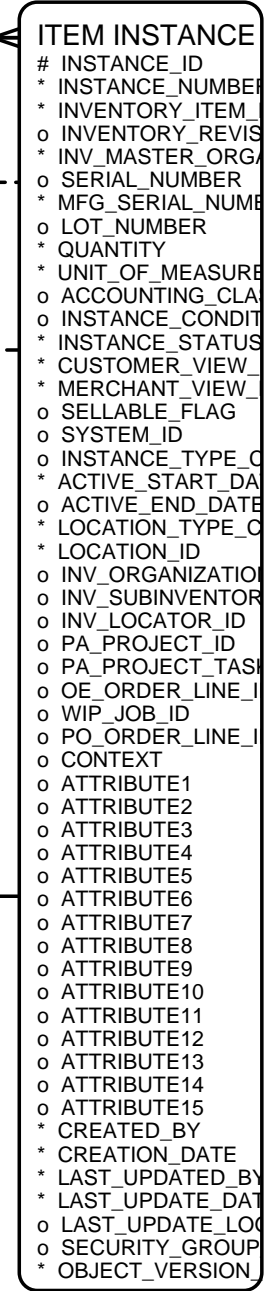 ITEM INSTANCE
# INSTANCE_ID
* INSTANCE_NUMBER
* INVENTORY_ITEM_
o INVENTORY_REVIS
* INV_MASTER_ORGA
o SERIAL_NUMBER
* MFG_SERIAL_NUMB
o LOT_NUMBER
* QUANTITY
* UNIT_OF_MEASURE
o ACCOUNTING_CLA
o INSTANCE_CONDIT
* INSTANCE_STATUS
* CUSTOMER_VIEW_
* MERCHANT_VIEW_
o SELLABLE_FLAG
o SYSTEM_ID
o INSTANCE_TYPE_C
* ACTIVE_START_DA
o ACTIVE_END_DATE
* LOCATION_TYPE_C
* LOCATION_ID
o INV_ORGANIZATIO
o INV_SUBINVENTOR
o INV_LOCATOR_ID
o PA_PROJECT_ID
o PA_PROJECT_TASK
o OE_ORDER_LINE_I
o WIP_JOB_ID
o PO_ORDER_LINE_I
o CONTEXT
o ATTRIBUTE1
o ATTRIBUTE2
o ATTRIBUTE3
o ATTRIBUTE4
o ATTRIBUTE5
o ATTRIBUTE6
o ATTRIBUTE7
o ATTRIBUTE8
o ATTRIBUTE9
o ATTRIBUTE10
o ATTRIBUTE11
o ATTRIBUTE12
o ATTRIBUTE13
o ATTRIBUTE14
o ATTRIBUTE15
* CREATED_BY
* CREATION_DATE
* LAST_UPDATED_BY
* LAST_UPDATE_DAT
o LAST_UPDATE_LOG
o SECURITY_GROUP
* OBJECT_VERSION_